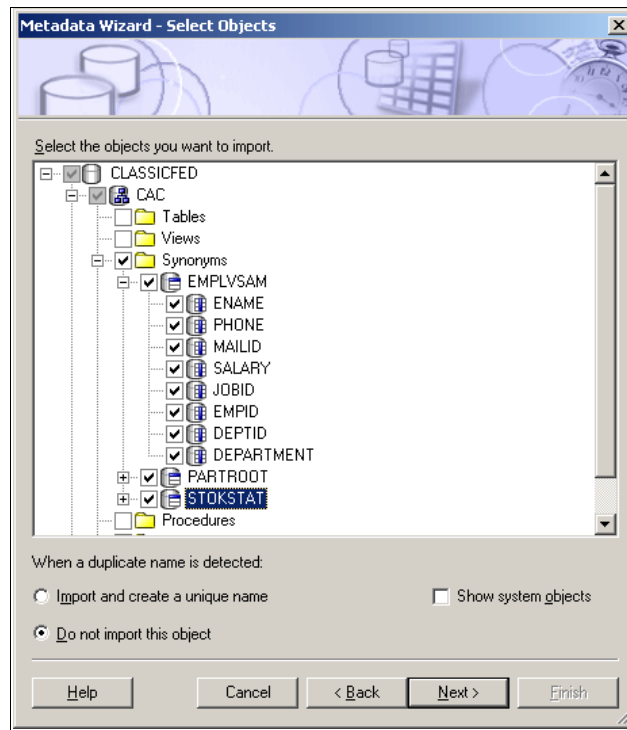 Metadata Wizard - Select Objects
Select the objects you want to import.
CLASSICFED
CAC
Tables
Views
Synonyms
EMPLVSAM
ENAME
PHONE
MAILID
SALARY
JOBID
EMPID
DEPTID
DEPARTMENT
PARTROOT
STOKSTAT
Procedures
When a duplicate name is detected:
Import and create a unique name
Show system objects
Do not import this object
Help Cancel < Back Next > Finish